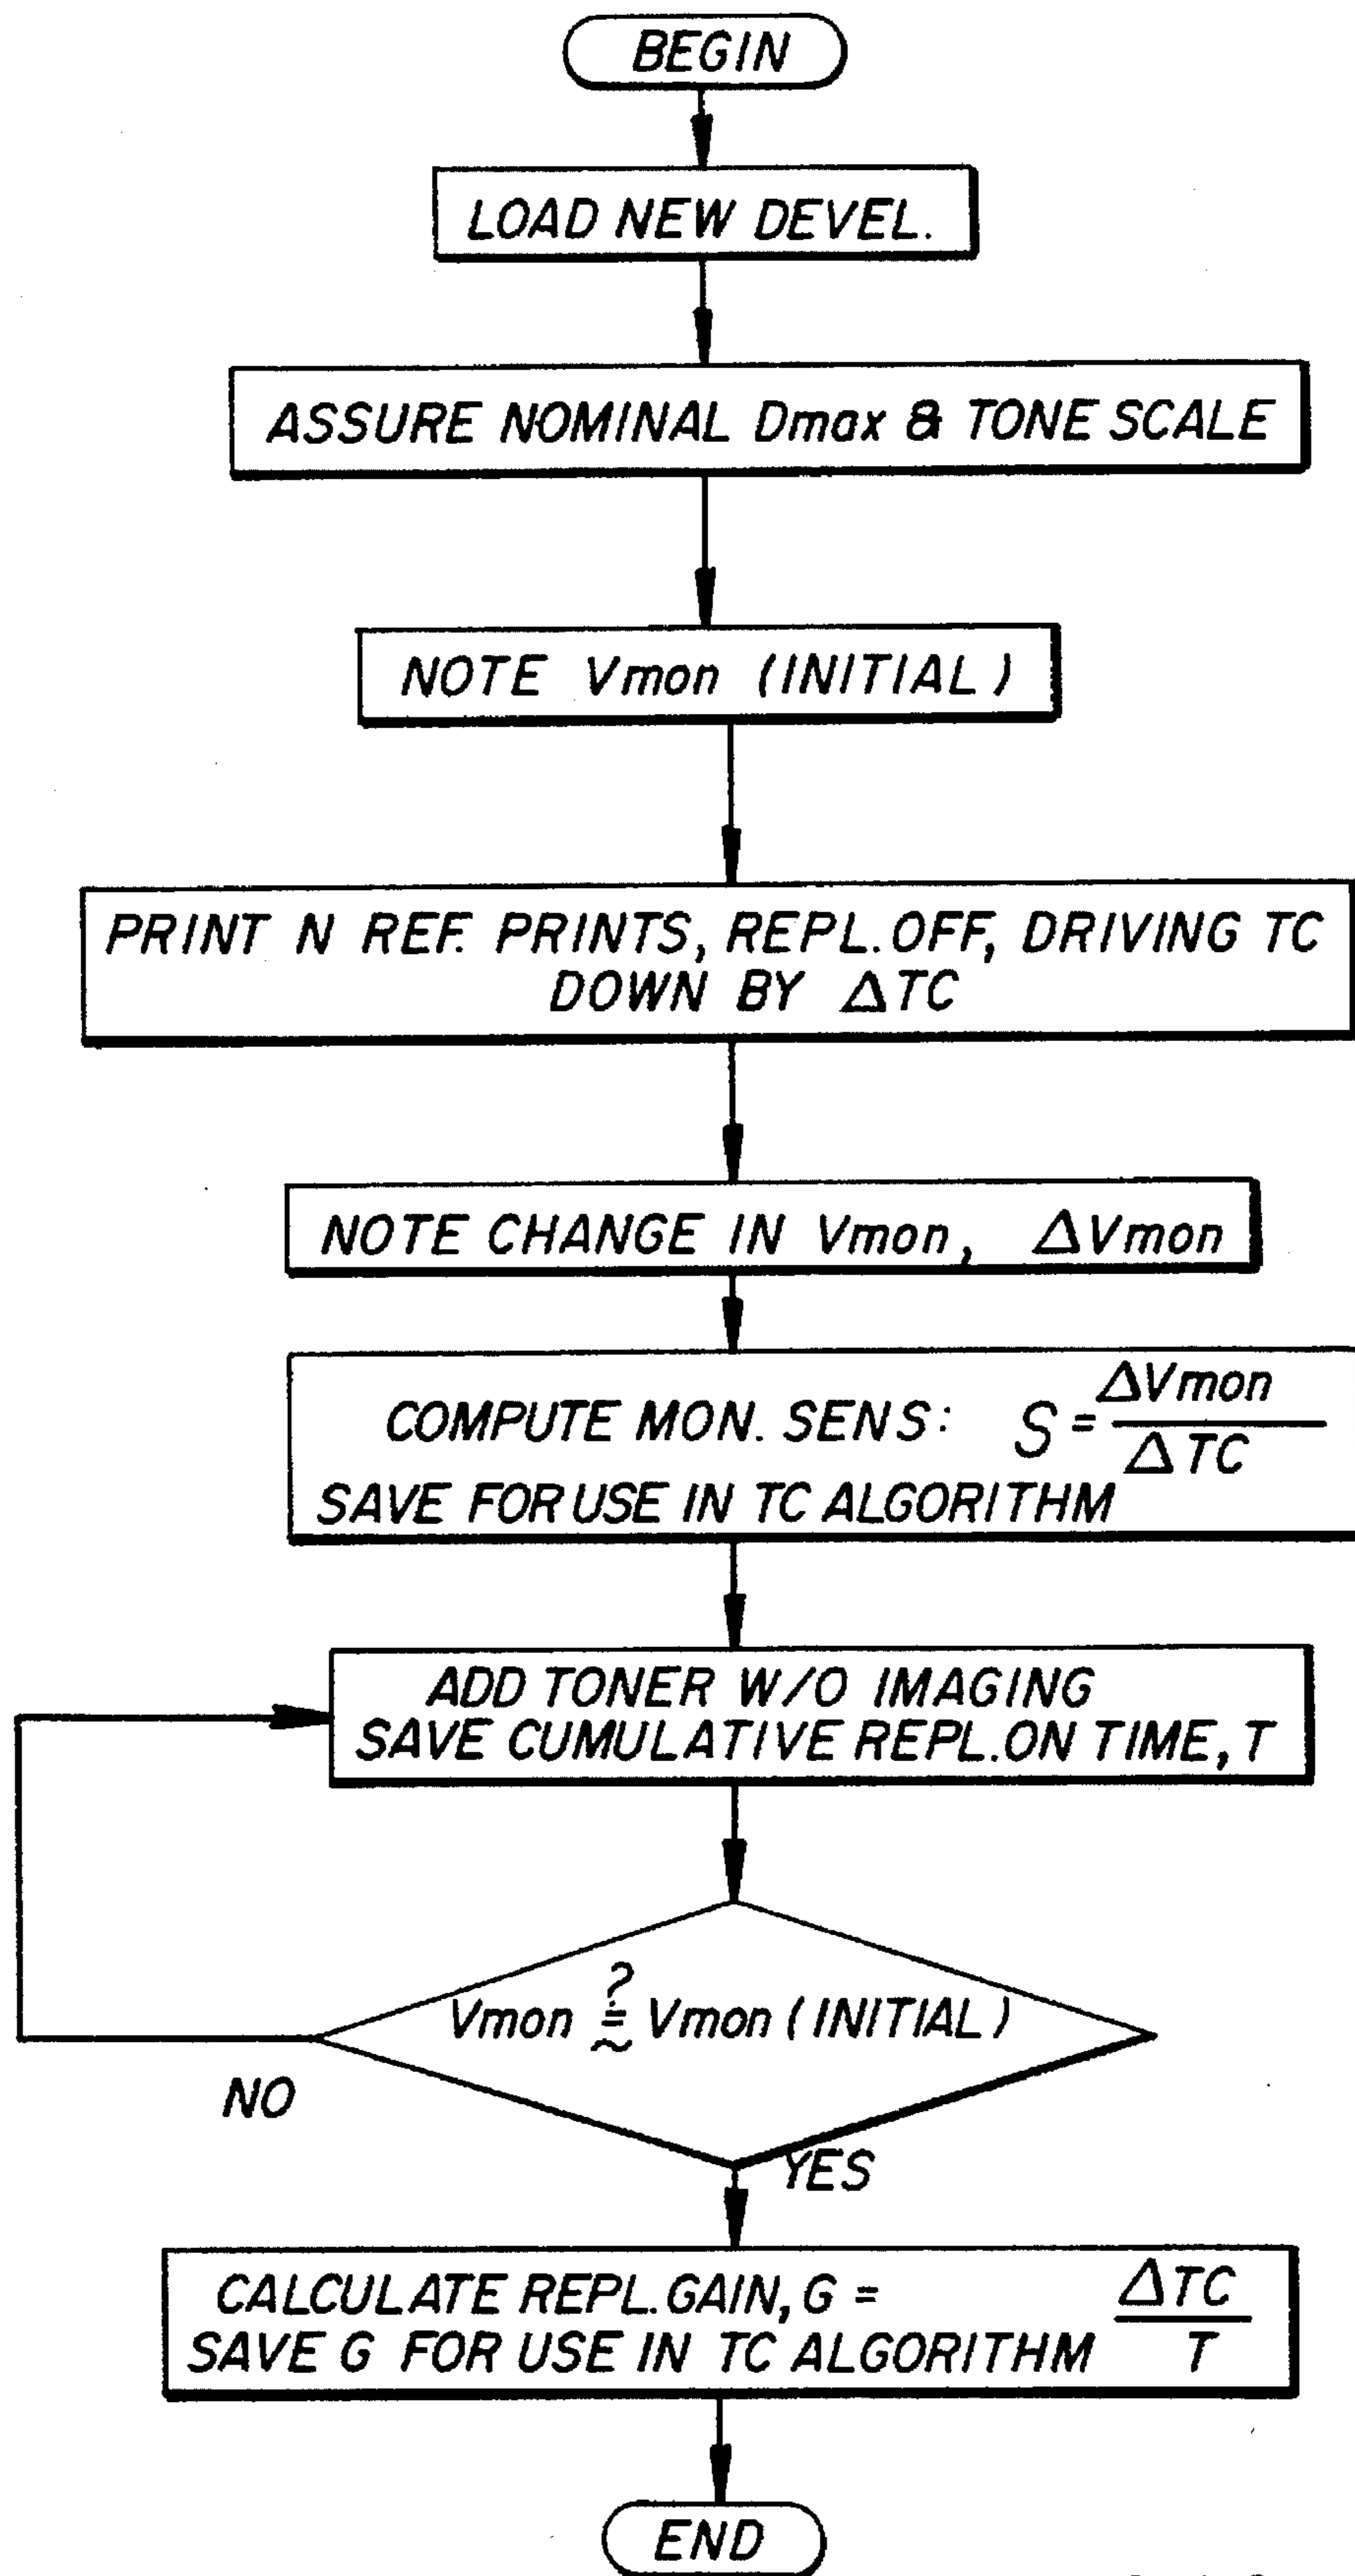 BEGIN
LOAD NEW DEVEL.
ASSURE NOMINAL Dmax & TONE SCALE
NOTE Vmon (INITIAL)
PRINT N REF. PRINTS, REPL.OFF, DRIVING TC
DOWN BY ΔTC
NOTE CHANGE IN Vmon, ΔVmon
COMPUTE MON. SENS: S = ΔVmon / ΔTC
SAVE FOR USE IN TC ALGORITHM
ADD TONER W/O IMAGING
SAVE CUMULATIVE REPL.ON TIME, T
Vmon ≅? Vmon (INITIAL)
NO
YES
CALCULATE REPL.GAIN, G = ΔTC / T
SAVE G FOR USE IN TC ALGORITHM
END